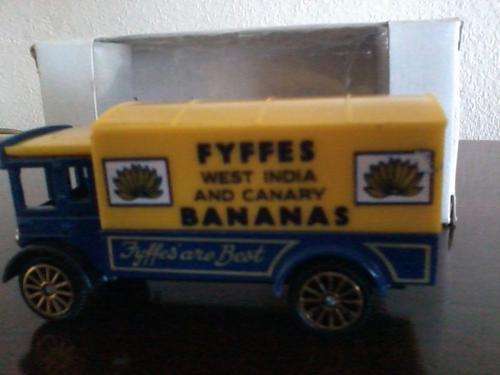 FYFFES
WEST INDIA
AND CANARY
BANANAS
Fyffes are Best